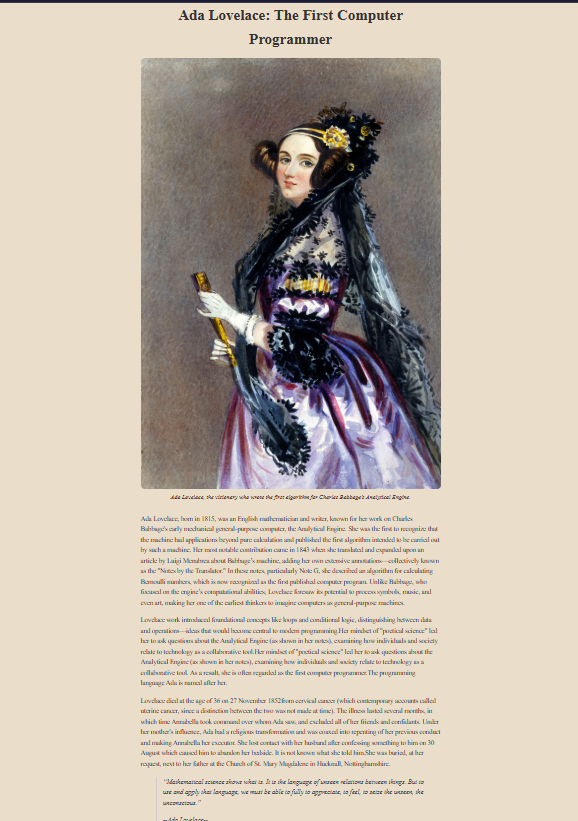 Ada Lovelace: The First Computer
Programmer
Ada Lovelace, the visionary who wrote the first algorithm for Charles Babbage's Analytical Engine.
Ada Lovelace, born in 1815, was an English mathematician and writer, known for her work on Charles
Babbage's early mechanical general-purpose computer, the Analytical Engine. She was the first to recognize that
the machine had applications beyond pure calculation and published the first algorithm intended to be carried out
by such a machine. Her most notable contribution came in 1843 when she translated and expanded upon an
article by Luigi Menabrea about Babbage's machine, adding her own extensive annotations—collectively known
as the "Notes by the Translator." In these notes, particularly Note G, she described an algorithm for calculating
Bernoulli numbers, which is now recognized as the first published computer program. Unlike Babbage, who
focused on the engine's computational abilities, Lovelace foresaw its potential to process symbols, music, and
even art, making her one of the earliest thinkers to imagine computers as general-purpose machines.
Lovelace work introduced foundational concepts like loops and conditional logic, distinguishing between data
and operations—ideas that would become central to modern programming.Her mindset of "poetical science" led
her to ask questions about the Analytical Engine (as shown in her notes), examining how individuals and society
relate to technology as a collaborative tool.Her mindset of "poetical science" led her to ask questions about the
Analytical Engine (as shown in her notes), examining how individuals and society relate to technology as a
collaborative tool. As a result, she is often regarded as the first computer programmer.The programming
language Ada is named after her.
Lovelace died at the age of 36 on 27 November 1852from cervical cancer (which contemporary accounts called
uterine cancer, since a distinction between the two was not made at time). The illness lasted several months, in
which time Annabella took command over whom Ada saw, and excluded all of her friends and confidants. Under
her mother's influence, Ada had a religious transformation and was coaxed into repenting of her previous conduct
and making Annabella her executor. She lost contact with her husband after confessing something to him on 30
August which caused him to abandon her bedside. It is not known what she told him.She was buried, at her
request, next to her father at the Church of St. Mary Magdalene in Hucknall, Nottinghamshire.
"Mathematical science shows what is. It is the language of unseen relations between things. But to
use and apply that language, we must be able to fully to appreciate, to feel, to seize the unseen, the
unconscious."
--Ada Lovelace--